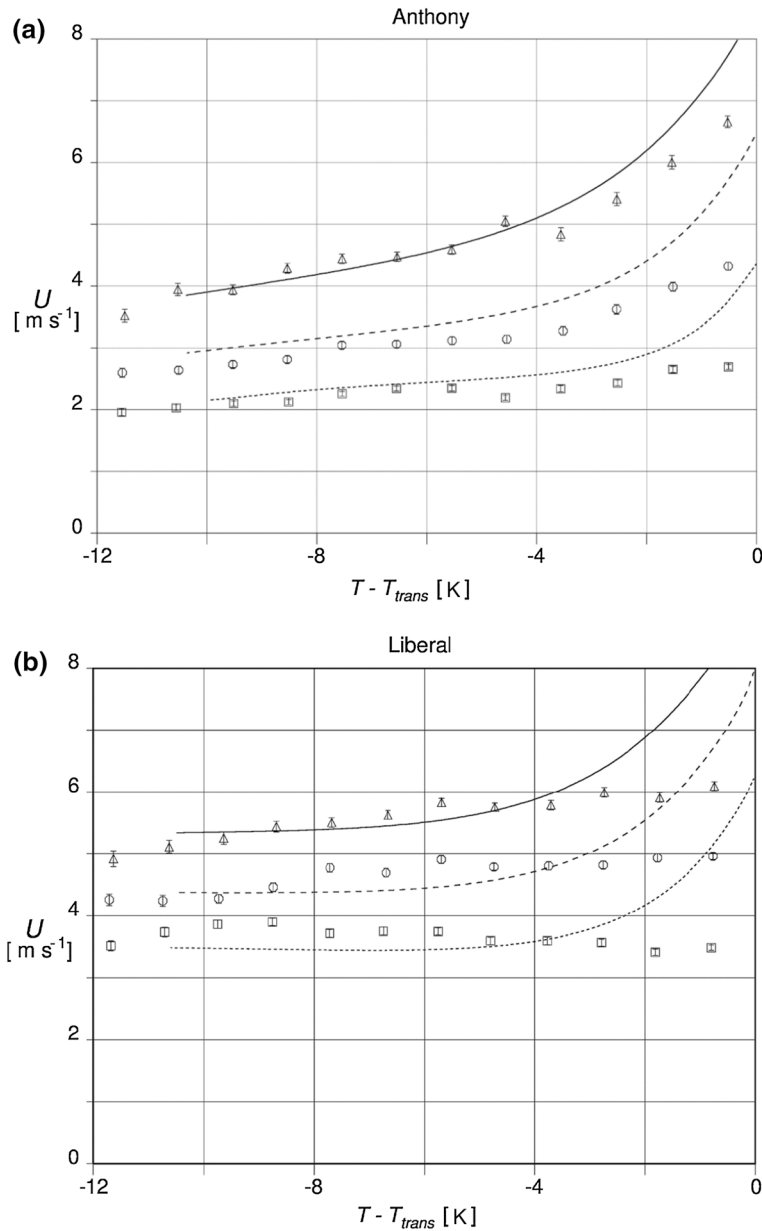 (a)
Anthony
8
6
4
U
[ m s-1]
2
0
-12
-8
-4
0
T - Ttrans [ K ]
(b)
Liberal
8
6
4
U
[ m s-1]
2
0
-12
-8
-4
0
T - Ttrans [ K ]